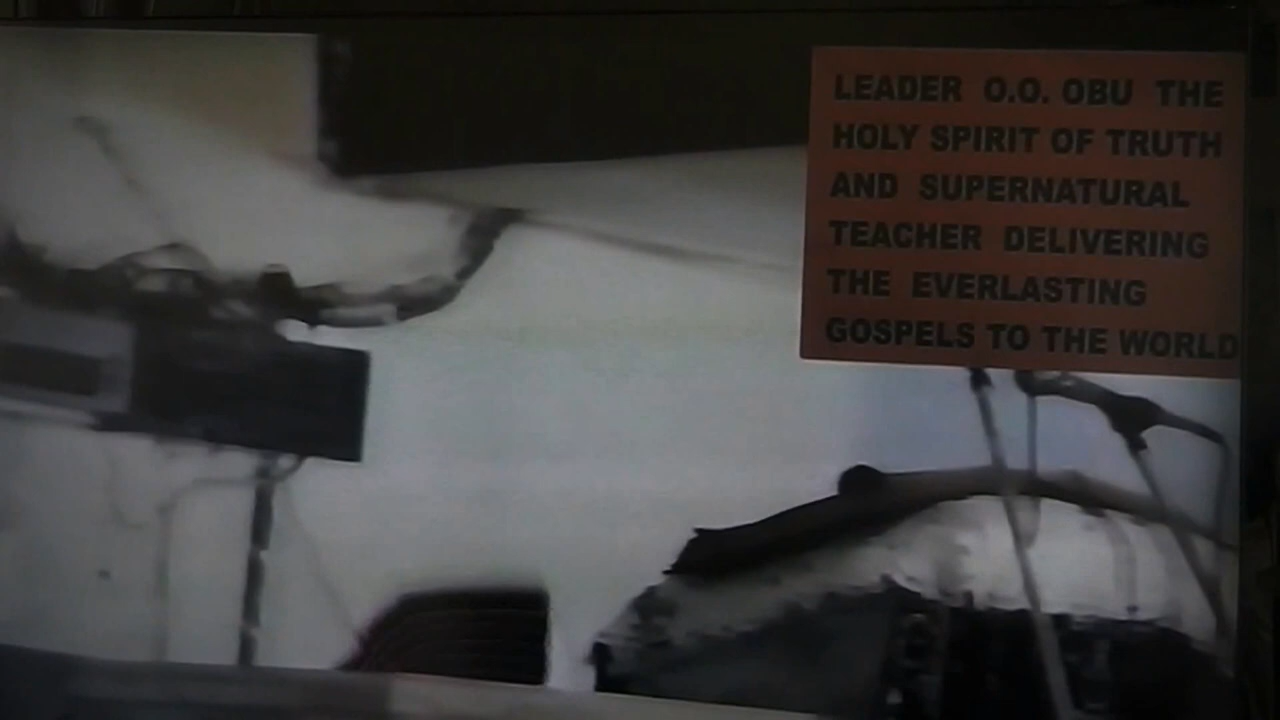 LEADER O.O. OBU THE
HOLY SPIRIT OF TRUTH
AND SUPERNATURAL
TEACHER DELIVERING
THE EVERLASTING
GOSPELS TO THE WORLD